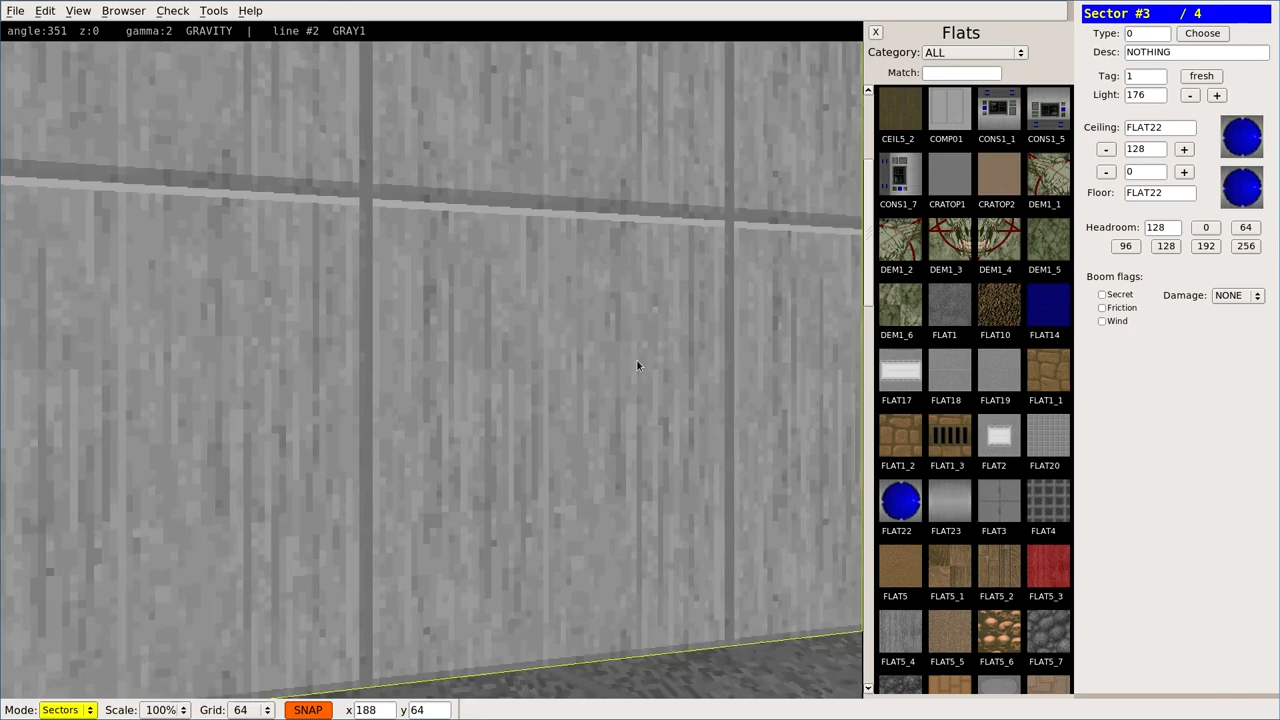 File Edit View Browser Check Tools Help
angle:351 z:0 gamma:2 GRAVITY | line #2 GRAY1
X Flats
Category: ALL
Match:
CEIL5_2 COMP01 CONS1_1 CONS1_5
CONS1_7 CRATOP1 CRATOP2 DEM1_1
DEM1_2 DEM1_3 DEM1_4 DEM1_5
DEM1_6 FLAT1 FLAT10 FLAT14
FLAT17 FLAT18 FLAT19 FLAT1_1
FLAT1_2 FLAT1_3 FLAT2 FLAT20
FLAT22 FLAT23 FLAT3 FLAT4
FLAT5 FLAT5_1 FLAT5_2 FLAT5_3
FLAT5_4 FLAT5_5 FLAT5_6 FLAT5_7
Sector #3 / 4
Type: 0 Choose
Desc: NOTHING
Tag: 1 fresh
Light: 176 - +
Ceiling: FLAT22
- 128 +
- 0 +
Floor: FLAT22
Headroom: 128 0 64
96 128 192 256
Boom flags:
Secret Damage: NONE
Friction
Wind
Mode: Sectors Scale: 100% Grid: 64 SNAP x 188 y 64